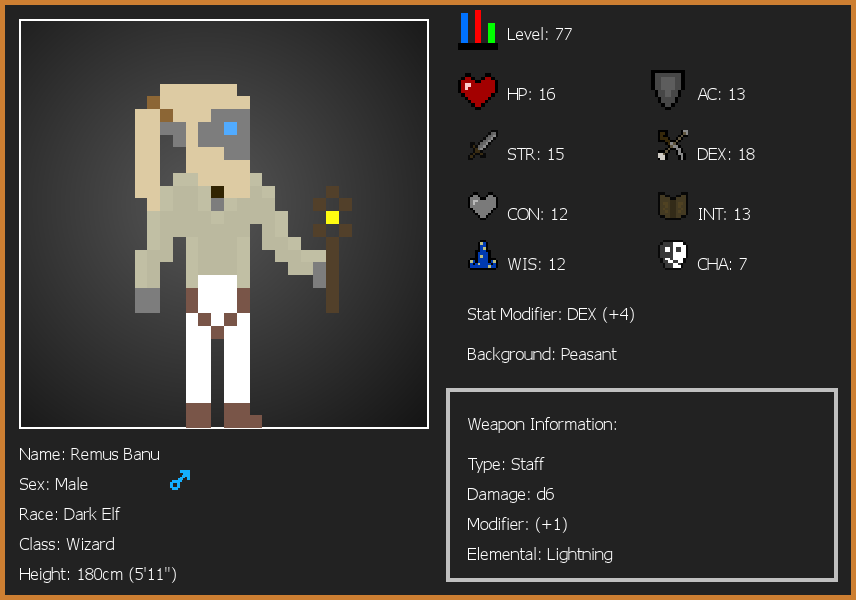 Level: 77
HP: 16
AC: 13
STR: 15
DEX: 18
CON: 12
INT: 13
WIS: 12
CHA: 7
Stat Modifier: DEX (+4)
Background: Peasant
Weapon Information:
Type: Staff
Damage: d6
Modifier: (+1)
Elemental: Lightning
Name: Remus Banu
Sex: Male
Race: Dark Elf
Class: Wizard
Height: 180cm (5'11")